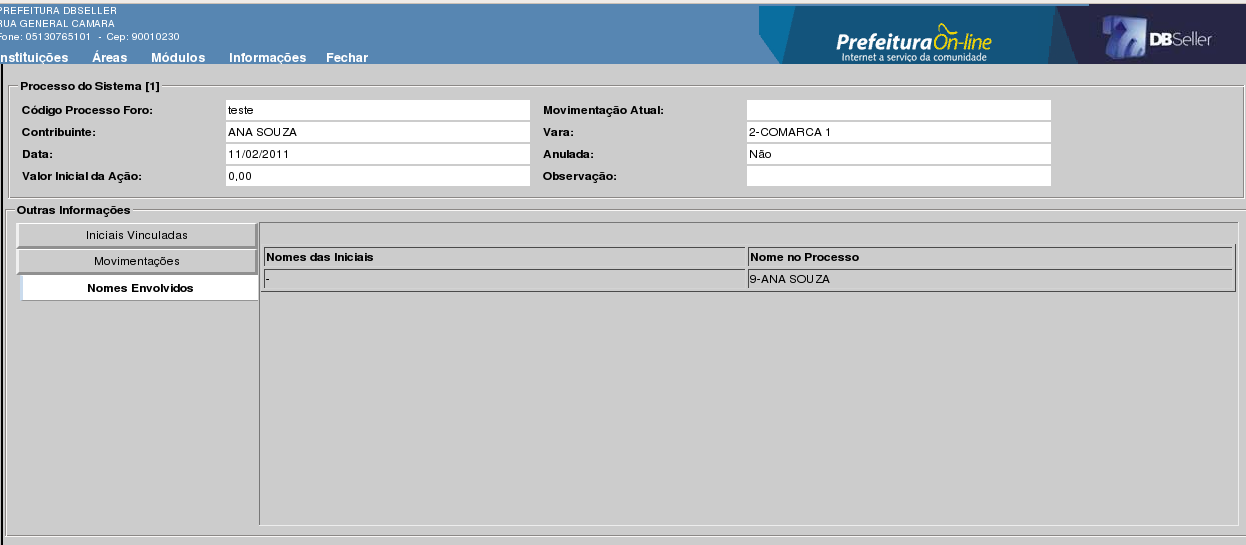 PREFEITURA DBSELLER
RUA GENERAL CAMARA
Fone: 05130765101 - Cep: 90010230
nstituições Áreas Módulos Informações Fechar
PrefeituraOn-line
Internet a serviço da comunidade
DBSeller
Processo do Sistema [1]
Código Processo Foro: teste Movimentação Atual:
Contribuinte: ANA SOUZA Vara: 2-COMARCA 1
Data: 11/02/2011 Anulada: Não
Valor Inicial da Ação: 0,00 Observação:
Outras Informações
Iniciais Vinculadas
Movimentações
Nomes Envolvidos
Nomes das Iniciais Nome no Processo
- 9-ANA SOUZA